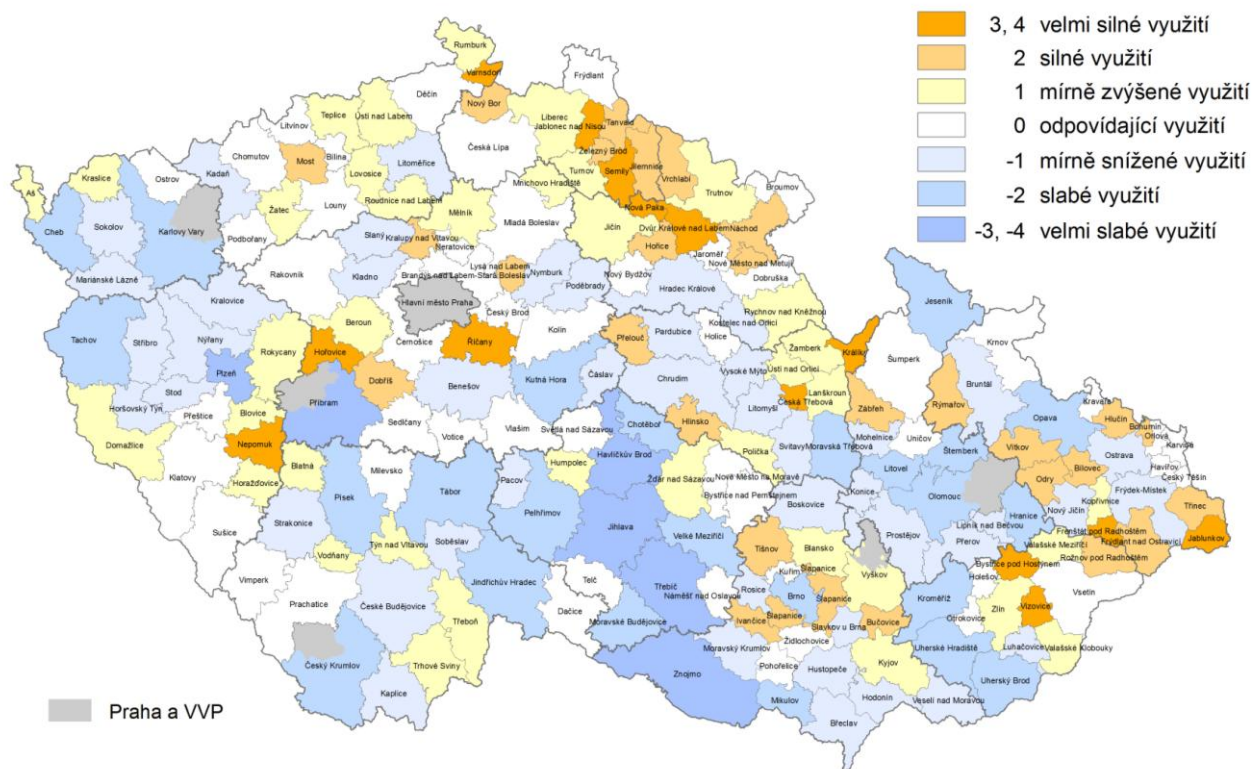 3, 4 velmi silné využití
2 silné využití
1 mírně zvýšené využití
0 odpovídající využití
-1 mírně snížené využití
-2 slabé využití
-3, -4 velmi slabé využití
Rumburk
Varnsdorf
Frýdlant
Děčín
Nový Bor
Liberec
Jablonec nad Nisou
Tanvald
Litvínov
Teplice
Ústí nad Labem
Česká Lípa
Železný Brod
Jilemnice
Vrchlabí
Chomutov
Most
Bílina
Litoměřice
Semily
Turnov
Trutnov
Broumov
Kraslice
Ostrov
Kadaň
Lovosice
Mnichovo Hradiště
Nová Paka
Aš
Žatec
Louny
Roudnice nad Labem
Mělník
Mladá Boleslav
Jičín
Dvůr Králové nad Labem
Náchod
Hořice
Jaroměř
Nové Město nad Metují
Cheb
Sokolov
Karlovy Vary
Podbořany
Slaný
Kralupy nad Vltavou
Neratovice
Nový Bydžov
Dobruška
Mariánské Lázně
Rakovník
Kladno
Brandýs nad Labem-Stará Boleslav
Lysá nad Labem
Nymburk
Poděbrady
Hradec Králové
Rychnov nad Kněžnou
Jeseník
Kralovice
Hlavní město Praha
Český Brod
Kolín
Kostelec nad Orlicí
Holice
Pardubice
Tachov
Stříbro
Nýřany
Rokycany
Beroun
Černošice
Říčany
Přelouč
Žamberk
Králíky
Šumperk
Krnov
Hořovice
Plzeň
Dobříš
Benešov
Kutná Hora
Čáslav
Chrudim
Vysoké Mýto
Ústí nad Orlicí
Česká Třebová
Lanškroun
Bruntál
Stod
Horšovský Týn
Přeštice
Blovice
Příbram
Sedlčany
Votice
Vlašim
Světlá nad Sázavou
Chotěboř
Hlinsko
Litomyšl
Zábřeh
Rýmařov
Opava
Kravaře
Hlučín
Bohumín
Orlová
Karviná
Domažlice
Nepomuk
Havlíčkův Brod
Svitavy
Moravská Třebová
Mohelnice
Uničov
Šternberk
Vítkov
Ostrava
Havířov
Český Těšín
Klatovy
Horažďovice
Blatná
Milevsko
Humpolec
Polička
Litovel
Odry
Bílovec
Písek
Tábor
Pacov
Pelhřimov
Žďár nad Sázavou
Nové Město na Moravě
Bystřice nad Pernštejnem
Boskovice
Konice
Olomouc
Hranice
Nový Jičín
Kopřivnice
Frýdek-Místek
Třinec
Sušice
Strakonice
Soběslav
Jihlava
Velké Meziříčí
Prostějov
Lipník nad Bečvou
Přerov
Valašské Meziříčí
Frenštát pod Radhoštěm
Frýdlant nad Ostravicí
Rožnov pod Radhoštěm
Jablunkov
Vimperk
Vodňany
Týn nad Vltavou
Tišnov
Blansko
Vyškov
Bystřice pod Hostýnem
Holešov
Vsetín
Prachatice
České Budějovice
Jindřichův Hradec
Telč
Třebíč
Náměšť nad Oslavou
Rosice
Kuřim
Šlapanice
Brno
Šlapanice
Kroměříž
Zlín
Vizovice
Třeboň
Dačice
Moravské Budějovice
Ivančice
Šlapanice
Slavkov u Brna
Bučovice
Otrokovice
Český Krumlov
Trhové Sviny
Kaplice
Znojmo
Moravský Krumlov
Židlochovice
Pohořelice
Hustopeče
Kyjov
Uherské Hradiště
Luhačovice
Valašské Klobouky
Mikulov
Břeclav
Hodonín
Veselí nad Moravou
Uherský Brod
Praha a VVP